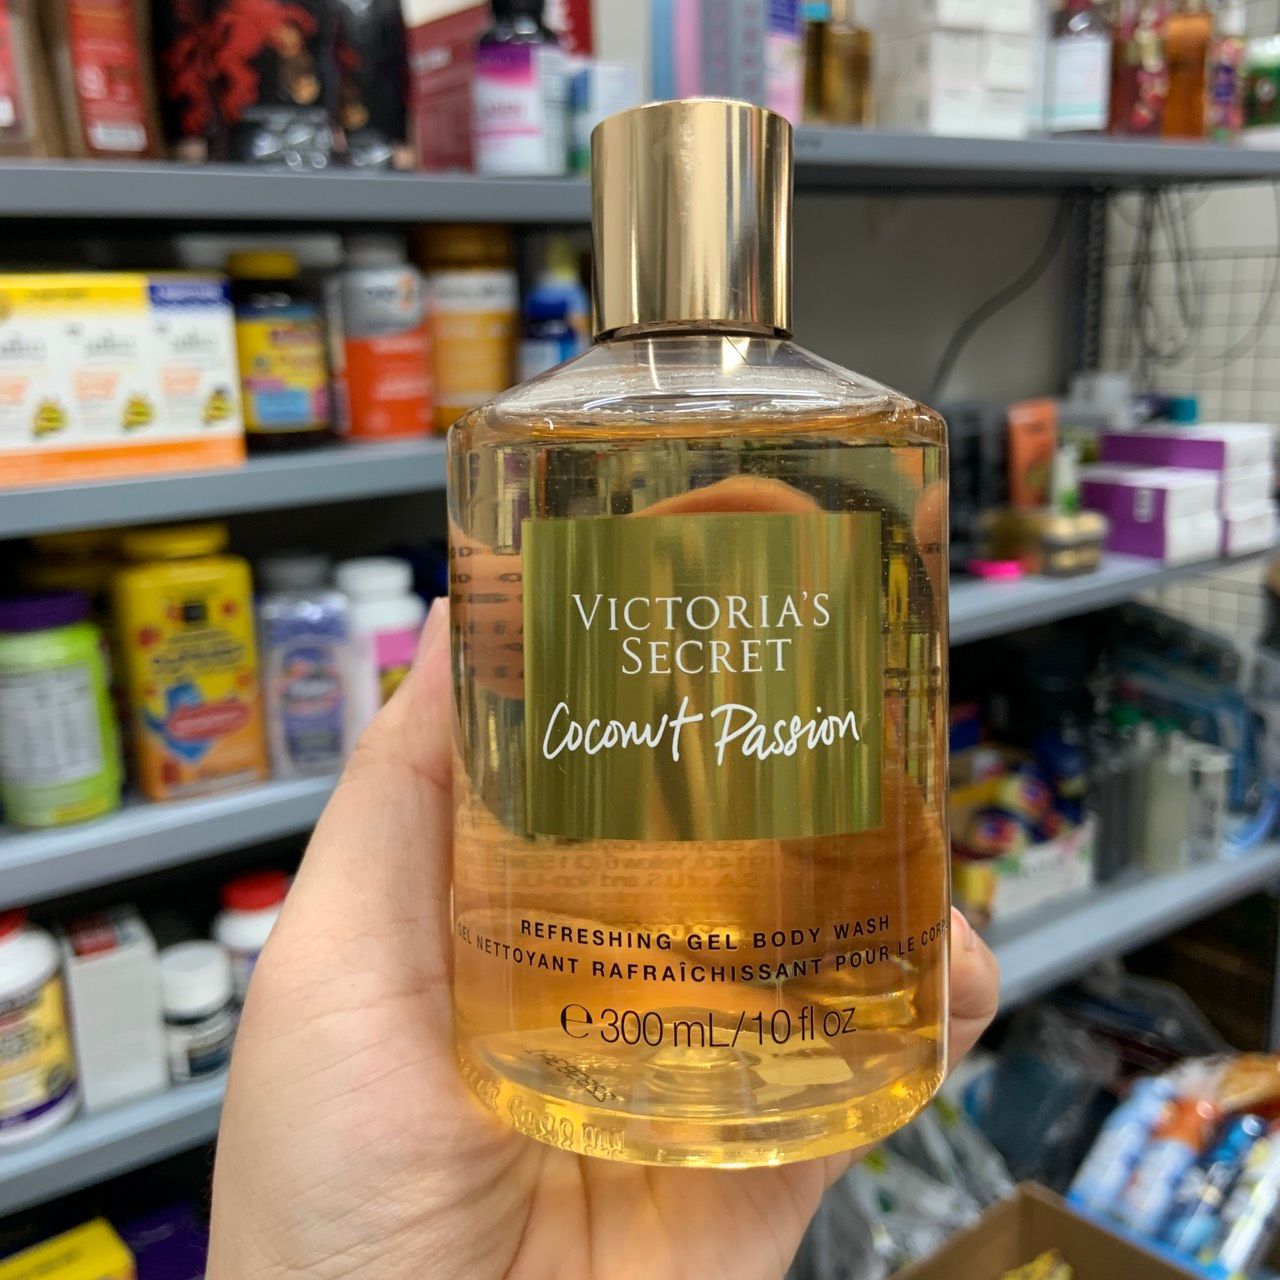 VICTORIA'S
SECRET
Coconut Passion
REFRESHING GEL BODY WASH
GEL NETTOYANT RAFRAÎCHISSANT POUR LE CORPS
℮ 300 mL/10 fl oz